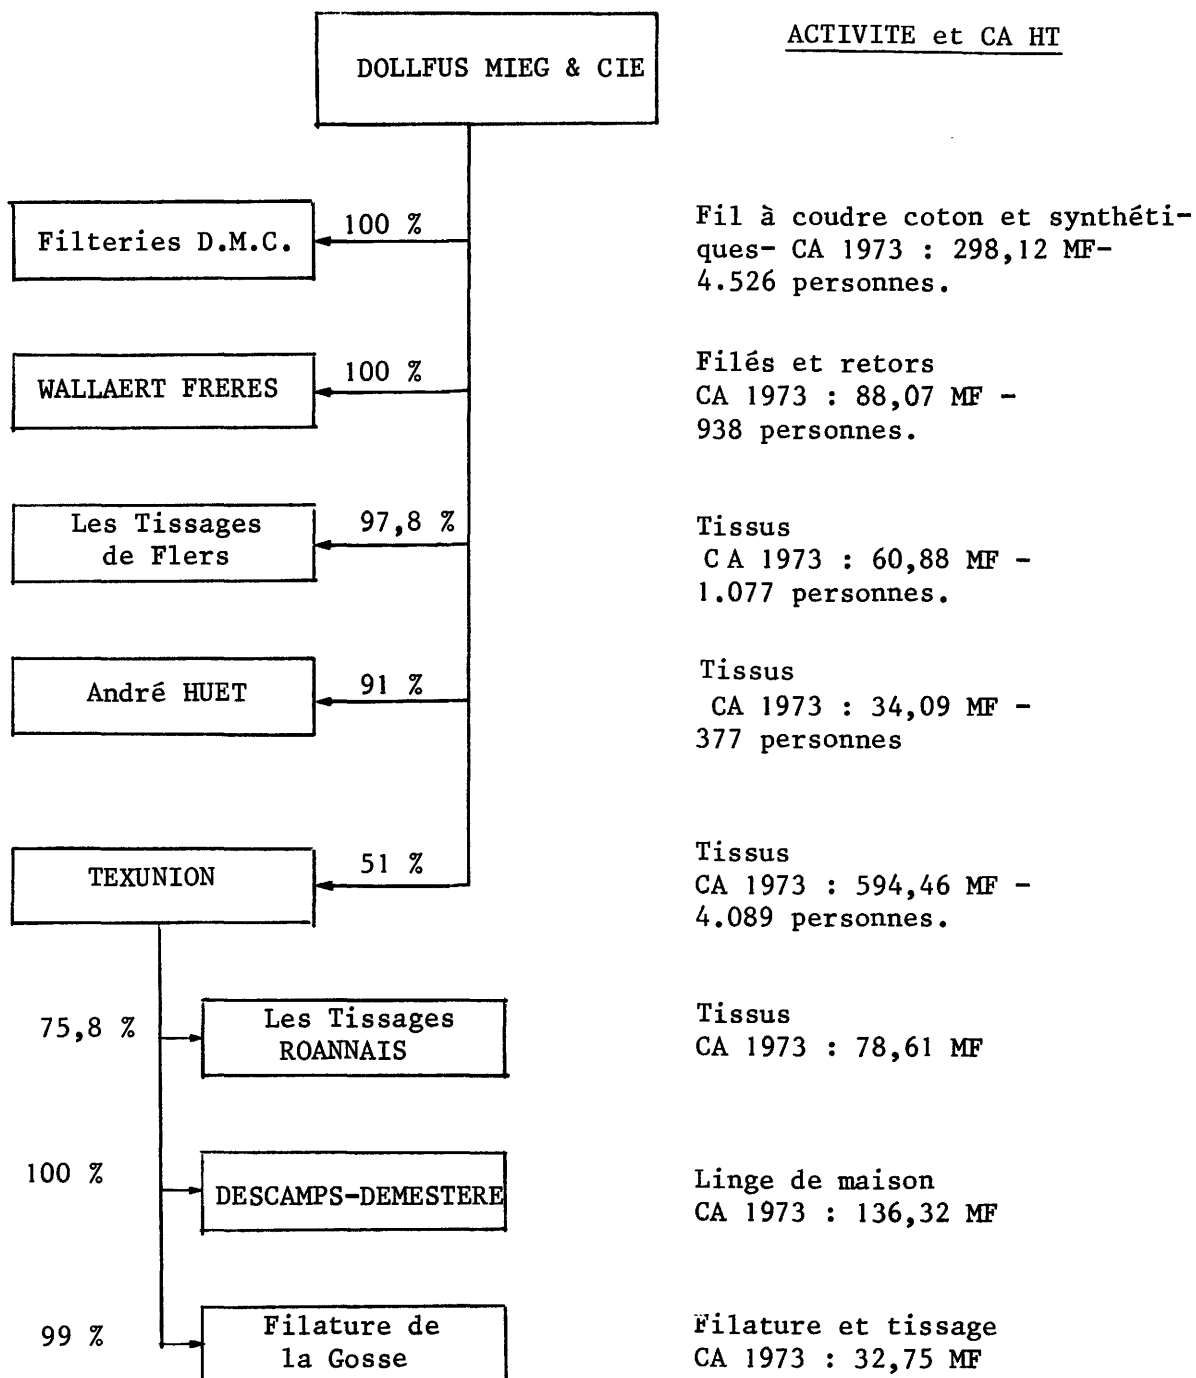 ACTIVITE et CA HT
DOLLFUS MIEG & CIE
Filteries D.M.C.
100 %
Fil à coudre coton et synthéti-
ques- CA 1973 : 298,12 MF-
4.526 personnes.
WALLAERT FRERES
100 %
Filés et retors
CA 1973 : 88,07 MF -
938 personnes.
Les Tissages
de Flers
97,8 %
Tissus
CA 1973 : 60,88 MF -
1.077 personnes.
André HUET
91 %
Tissus
CA 1973 : 34,09 MF -
377 personnes
TEXUNION
51 %
Tissus
CA 1973 : 594,46 MF -
4.089 personnes.
75,8 %
Les Tissages
ROANNAIS
Tissus
CA 1973 : 78,61 MF
100 %
DESCAMPS-DEMESTERE
Linge de maison
CA 1973 : 136,32 MF
99 %
Filature de
la Gosse
Filature et tissage
CA 1973 : 32,75 MF